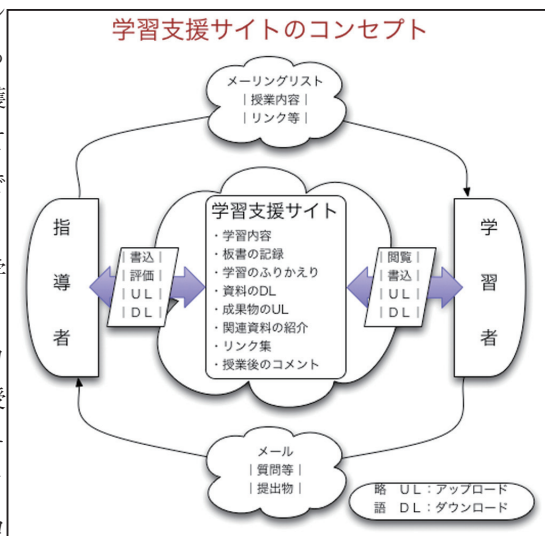 学習支援サイトのコンセプト
メーリングリスト
| 授業内容 |
| リンク等 |
指導者
| 書込 |
| 評価 |
| UL |
| DL |
学習支援サイト
・学習内容
・板書の記録
・学習のふりかえり
・資料のDL
・成果物のUL
・関連資料の紹介
・リンク集
・授業後のコメント
| 閲覧 |
| 書込 |
| UL |
| DL |
学習者
メール
| 質問等 |
| 提出物 |
略 UL：アップロード
語 DL：ダウンロード